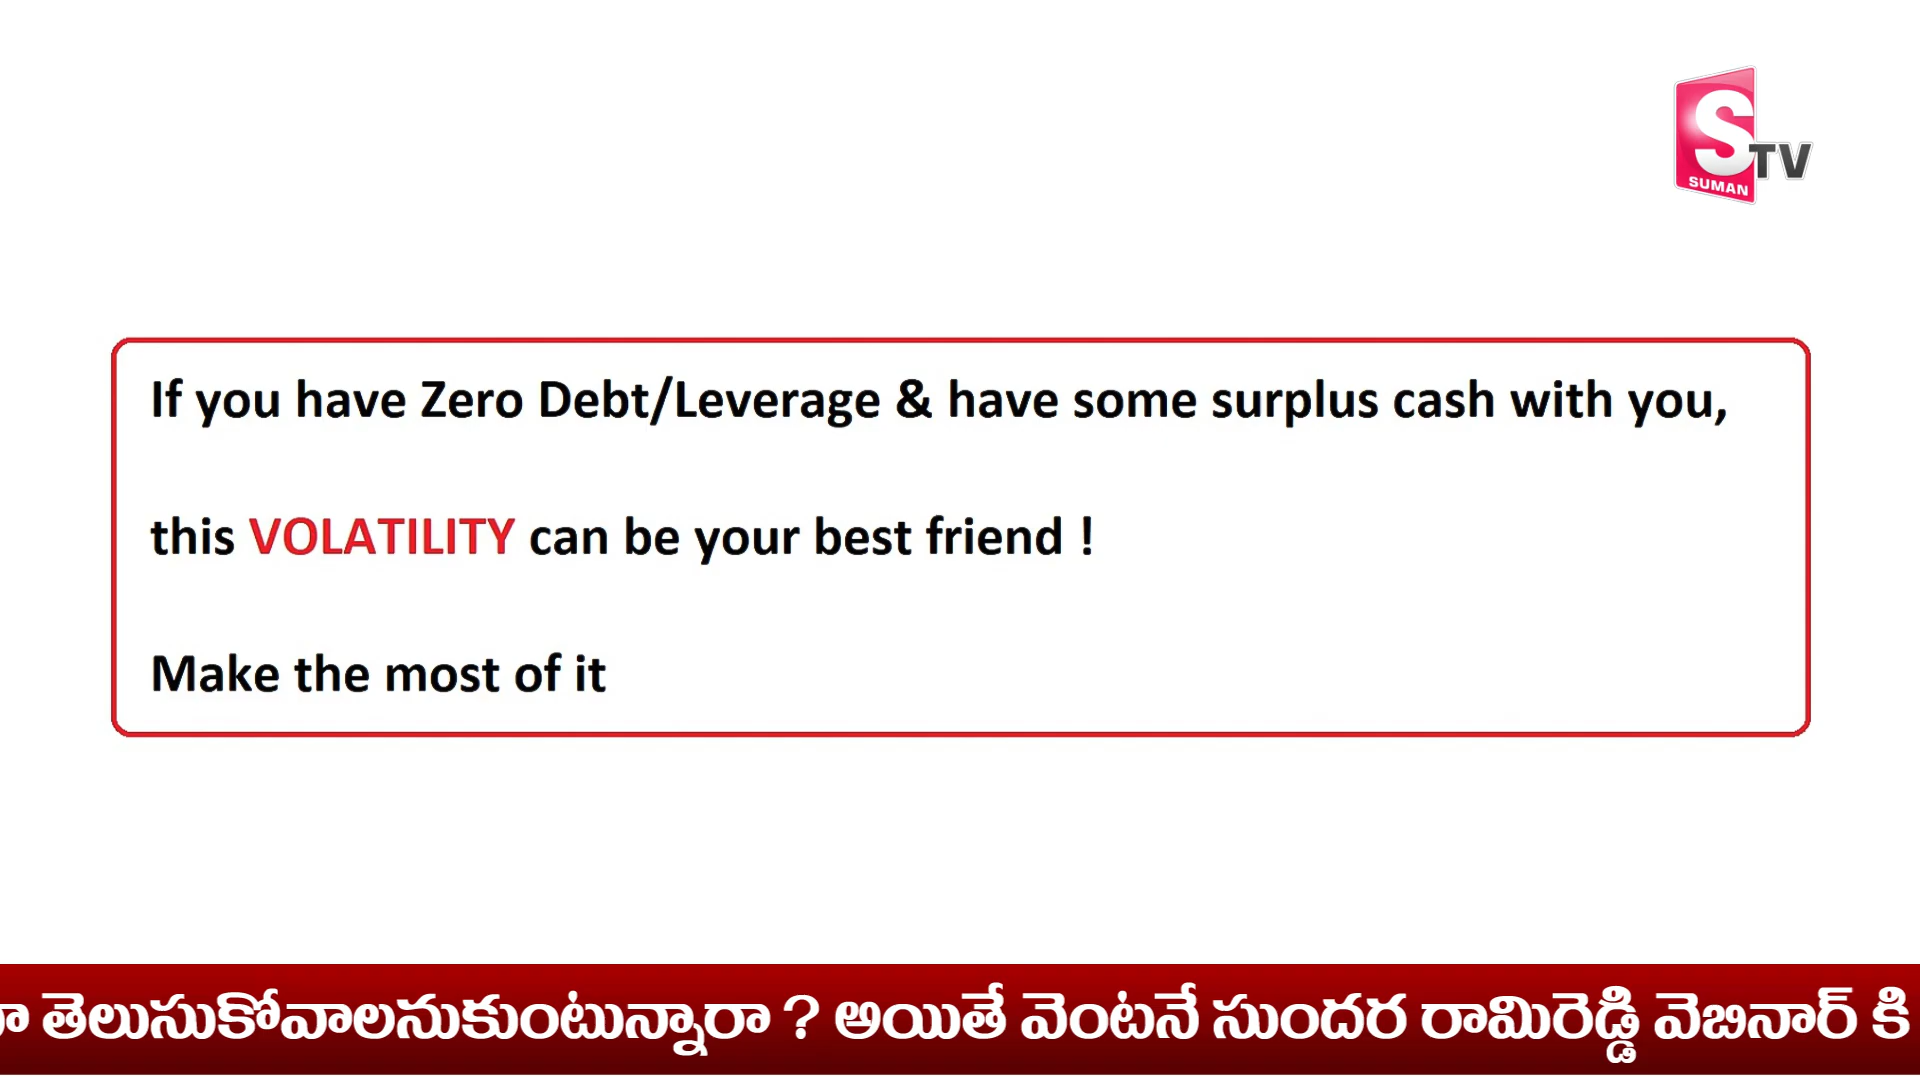 S TV
SUMAN
If you have Zero Debt/Leverage & have some surplus cash with you,
this VOLATILITY can be your best friend !
Make the most of it
తెలుసుకోవాలనుకుంటున్నారా ? అయితే వెంటనే సుందర రామిరెడ్డి వెబినార్ కి